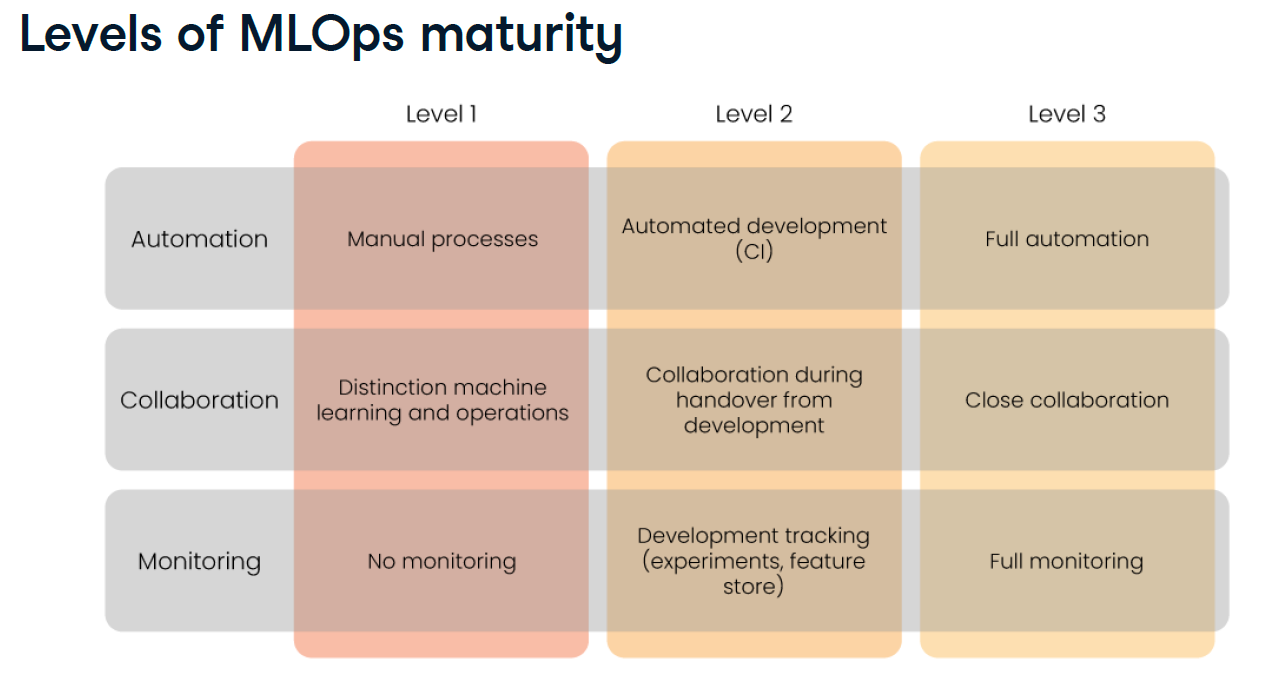 Levels of MLOps maturity
Level 1
Level 2
Level 3
Automation
Manual processes
Automated development
(CI)
Full automation
Collaboration
Distinction machine
learning and operations
Collaboration during
handover from
development
Close collaboration
Monitoring
No monitoring
Development tracking
(experiments, feature
store)
Full monitoring